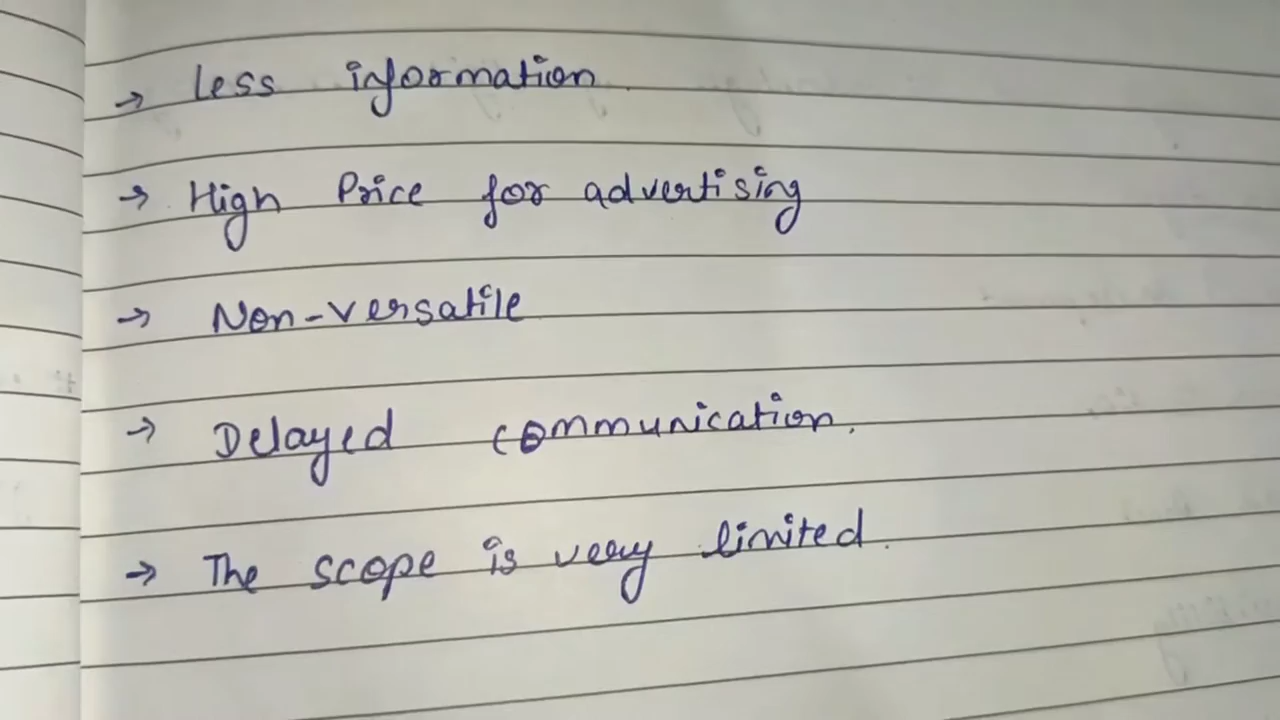 → Less information.
→ High Price for advertising
→ Non-versatile
→ Delayed communication.
→ The scope is very limited.